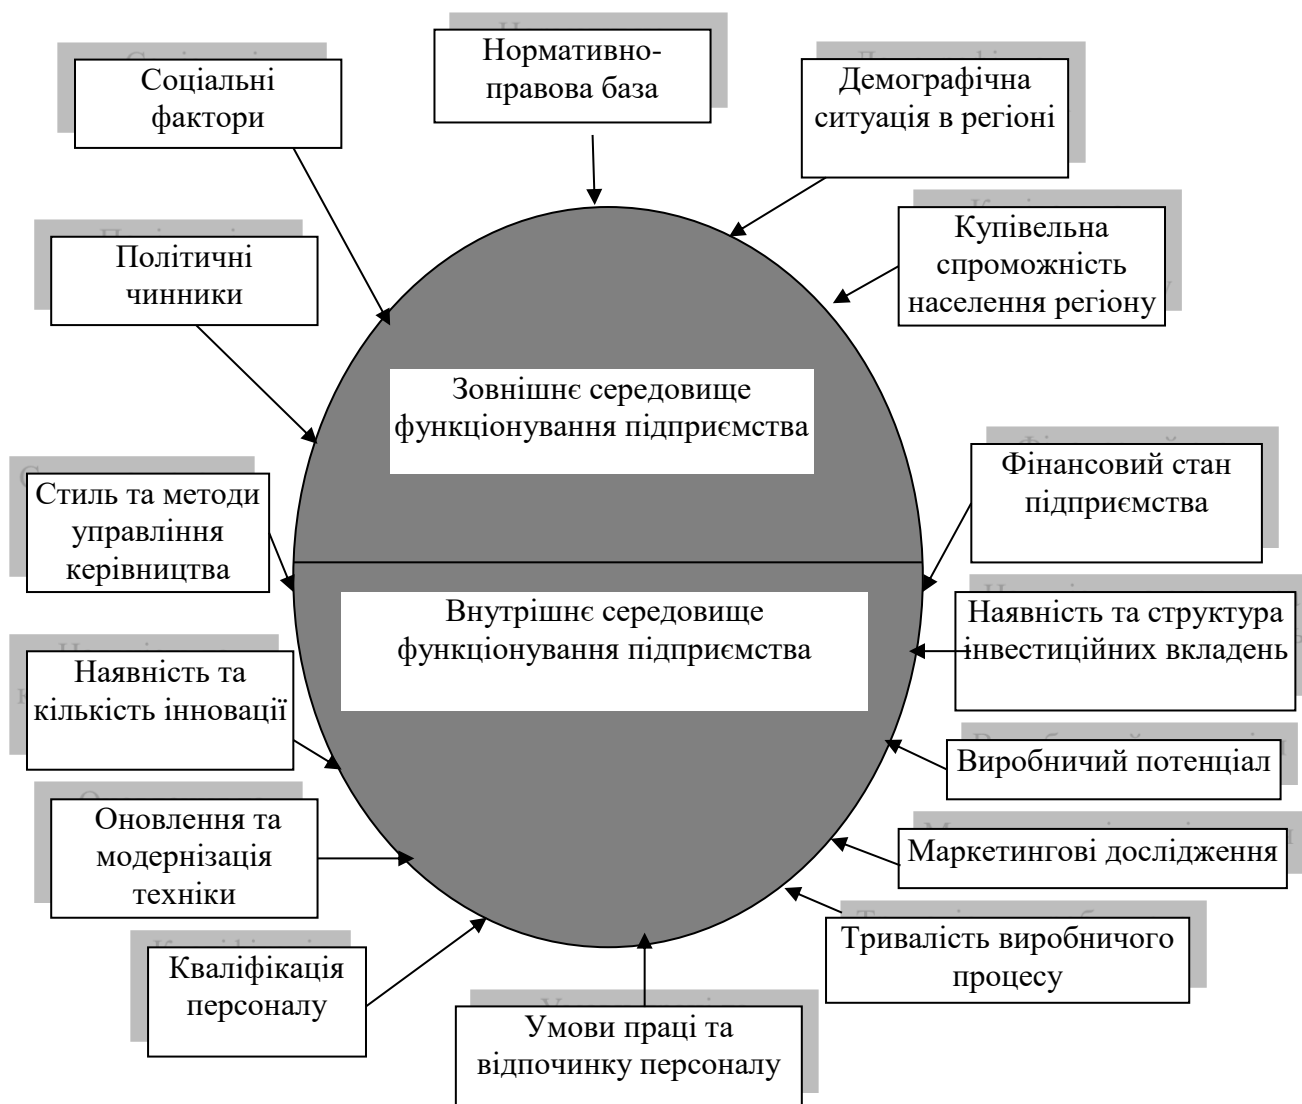 Соціальні
фактори
Нормативно-
правова база
Демографічна
ситуація в регіоні
Політичні
чинники
Купівельна
спроможність
населення регіону
Зовнішнє середовище
функціонування підприємства
Стиль та методи
управління
керівництва
Фінансовий стан
підприємства
Внутрішнє середовище
функціонування підприємства
Наявність та структура
інвестиційних вкладень
Наявність та
кількість інновації
Виробничий потенціал
Оновлення та
модернізація
техніки
Маркетингові дослідження
Тривалість виробничого
процесу
Кваліфікація
персоналу
Умови праці та
відпочинку персоналу